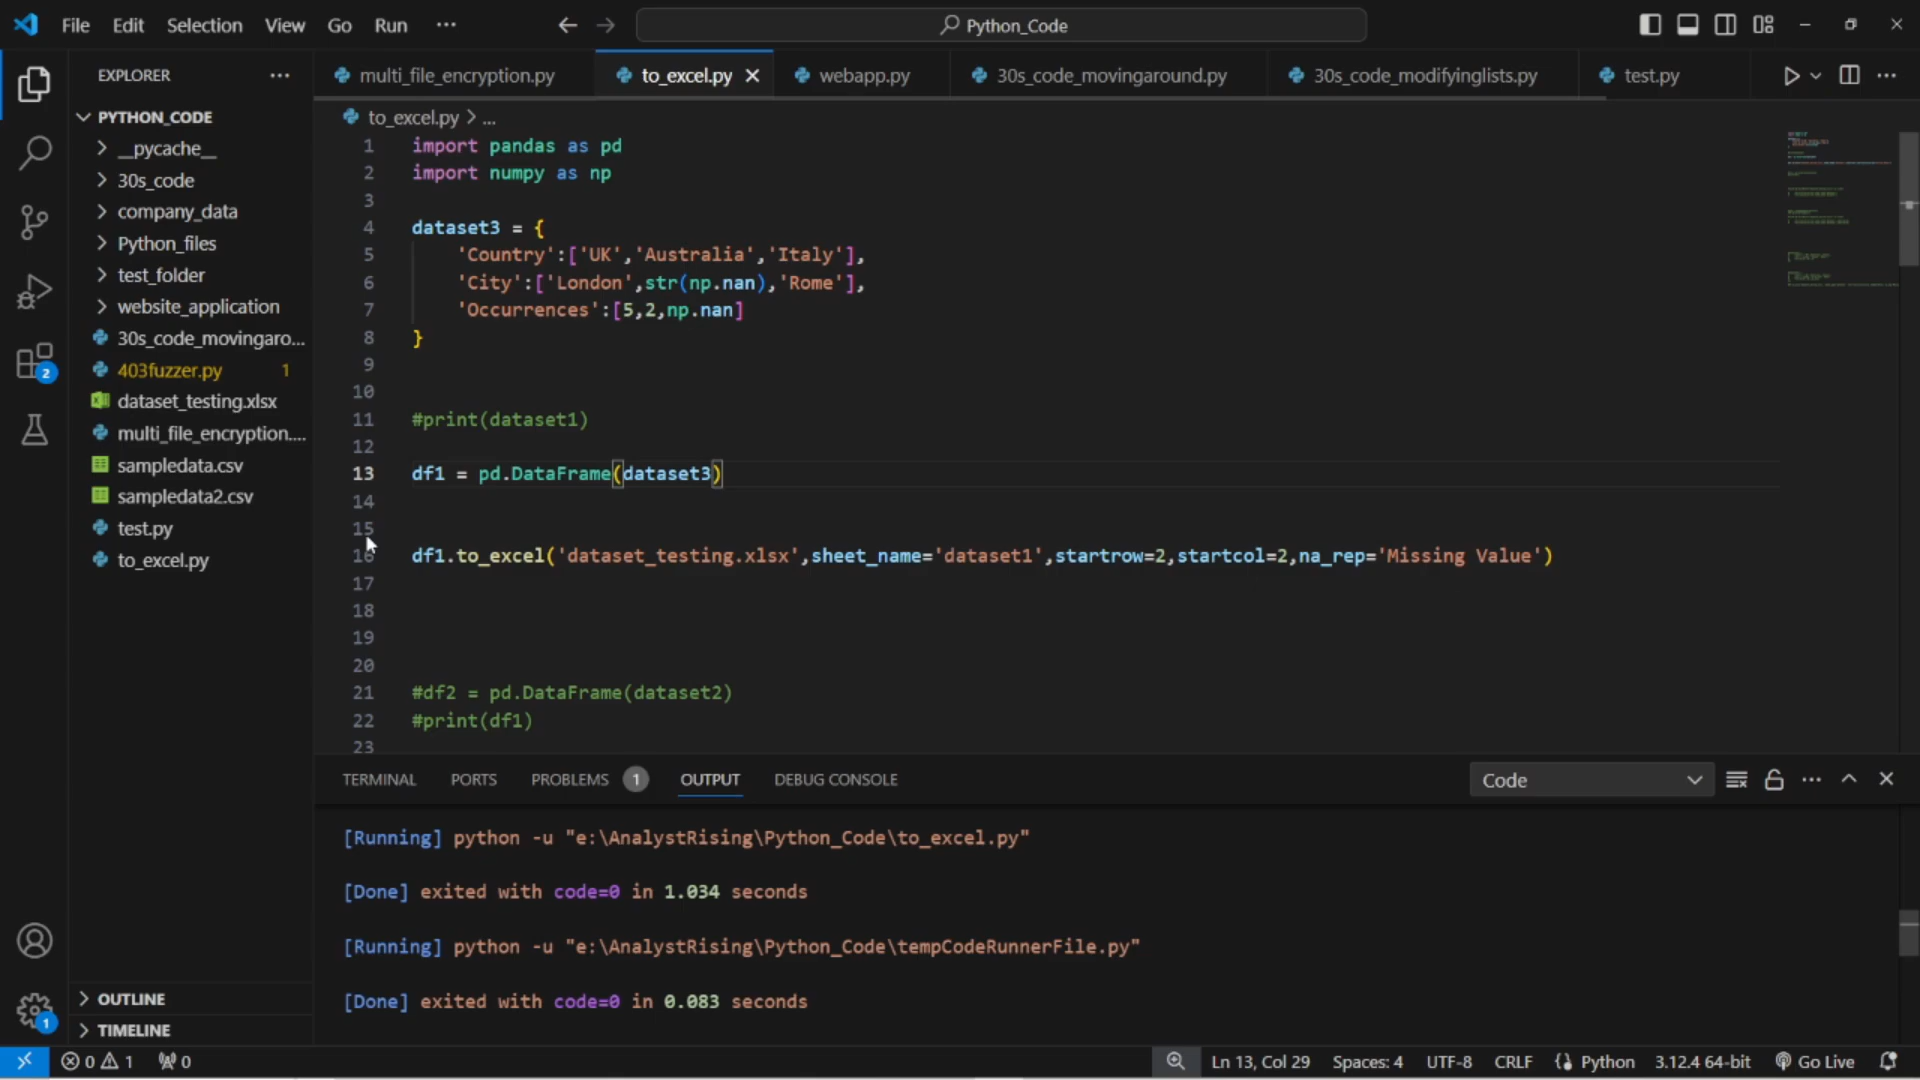 File Edit Selection View Go Run ···
Python_Code
EXPLORER ···
PYTHON_CODE
__pycache__
30s_code
company_data
Python_files
test_folder
website_application
30s_code_movingaro...
403fuzzer.py 1
dataset_testing.xlsx
multi_file_encryption....
sampledata.csv
sampledata2.csv
test.py
to_excel.py
OUTLINE
TIMELINE
2
1
multi_file_encryption.py to_excel.py webapp.py 30s_code_movingaround.py 30s_code_modifyinglists.py test.py
to_excel.py > ...
1 import pandas as pd
2 import numpy as np
3
4 dataset3 = {
5 'Country':['UK','Australia','Italy'],
6 'City':['London',str(np.nan),'Rome'],
7 'Occurrences':[5,2,np.nan]
8 }
9
10
11 #print(dataset1)
12
13 df1 = pd.DataFrame(dataset3)
14
15
16 df1.to_excel('dataset_testing.xlsx',sheet_name='dataset1',startrow=2,startcol=2,na_rep='Missing Value')
17
18
19
20
21 #df2 = pd.DataFrame(dataset2)
22 #print(df1)
23
TERMINAL PORTS PROBLEMS 1 OUTPUT DEBUG CONSOLE Code
[Running] python -u "e:\AnalystRising\Python_Code\to_excel.py"
[Done] exited with code=0 in 1.034 seconds
[Running] python -u "e:\AnalystRising\Python_Code\tempCodeRunnerFile.py"
[Done] exited with code=0 in 0.083 seconds
0 1 0 Ln 13, Col 29 Spaces: 4 UTF-8 CRLF Python 3.12.4 64-bit Go Live